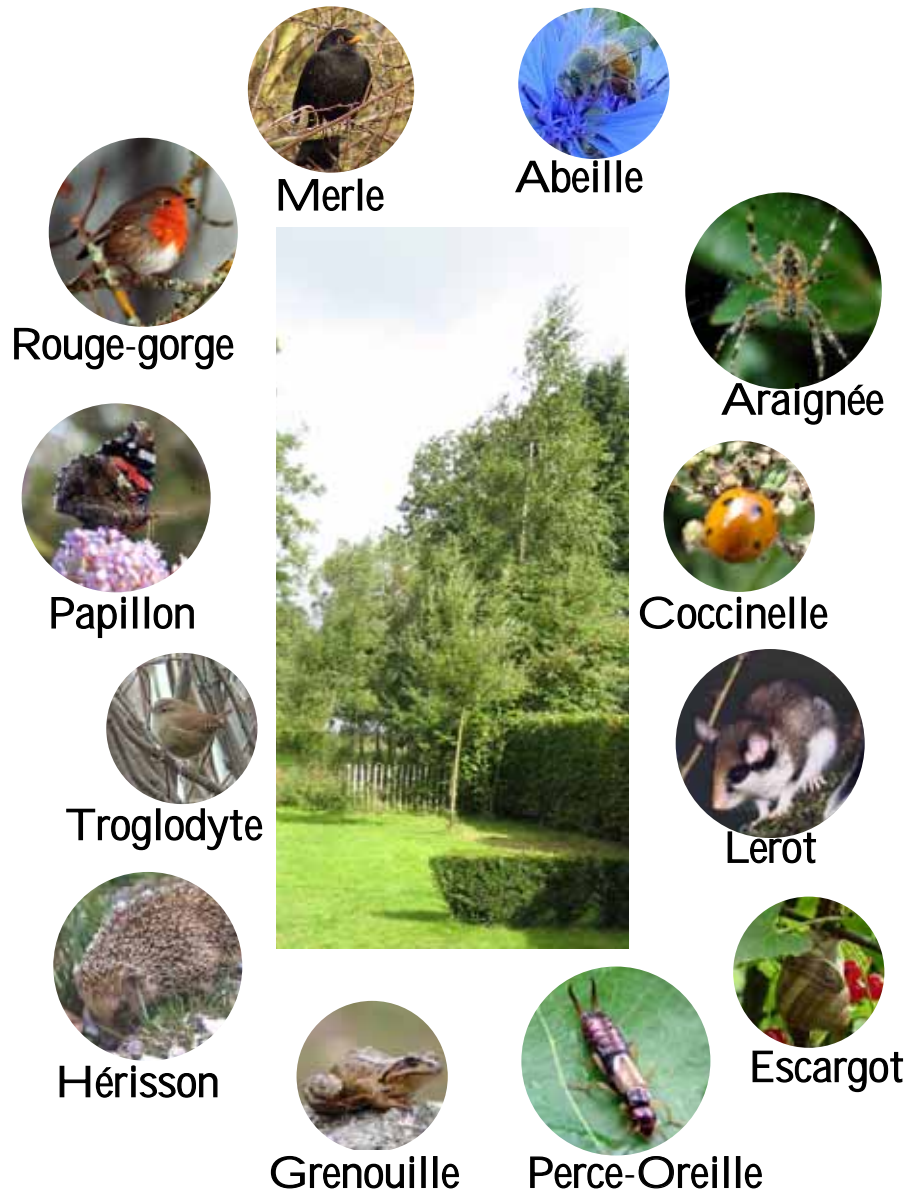 Merle
Abeille
Rouge-gorge
Araignée
Papillon
Coccinelle
Troglodyte
Lerot
Hérisson
Escargot
Grenouille
Perce-Oreille